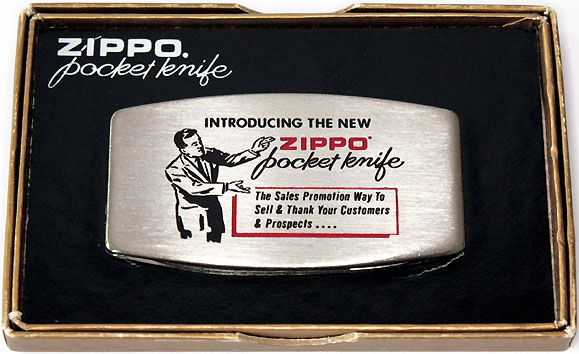 ZIPPO.
pocket knife
INTRODUCING THE NEW
ZIPPO®
pocket knife
The Sales Promotion Way To
Sell & Thank Your Customers
& Prospects ....